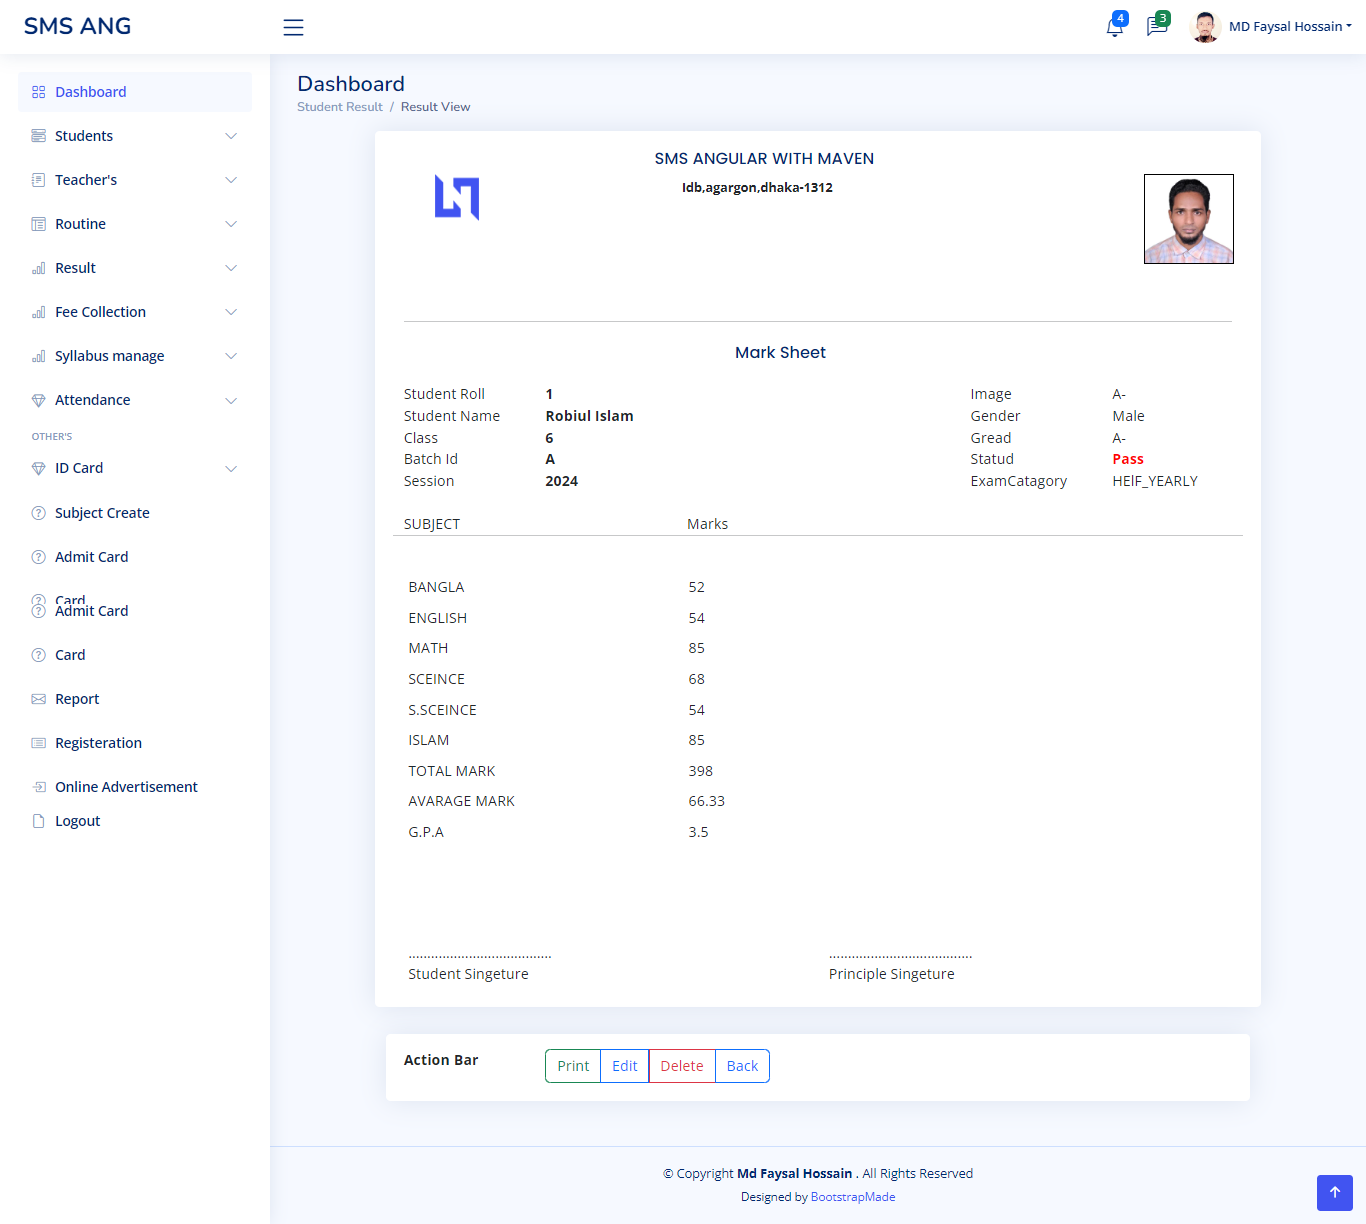 SMS ANG
4
3
MD Faysal Hossain
Dashboard
Students
Teacher's
Routine
Result
Fee Collection
Syllabus manage
Attendance
OTHER'S
ID Card
Subject Create
Admit Card
Card
Admit Card
Card
Report
Registeration
Online Advertisement
Logout
Dashboard
Student Result / Result View
SMS ANGULAR WITH MAVEN
Idb,agargon,dhaka-1312
Mark Sheet
Student Roll 1 Image A-
Student Name Robiul Islam Gender Male
Class 6 Gread A-
Batch Id A Statud Pass
Session 2024 ExamCatagory HElF_YEARLY
SUBJECT Marks
BANGLA 52
ENGLISH 54
MATH 85
SCEINCE 68
S.SCEINCE 54
ISLAM 85
TOTAL MARK 398
AVARAGE MARK 66.33
G.P.A 3.5
...................................... ......................................
Student Singeture Principle Singeture
Action Bar Print Edit Delete Back
© Copyright Md Faysal Hossain . All Rights Reserved
Designed by BootstrapMade